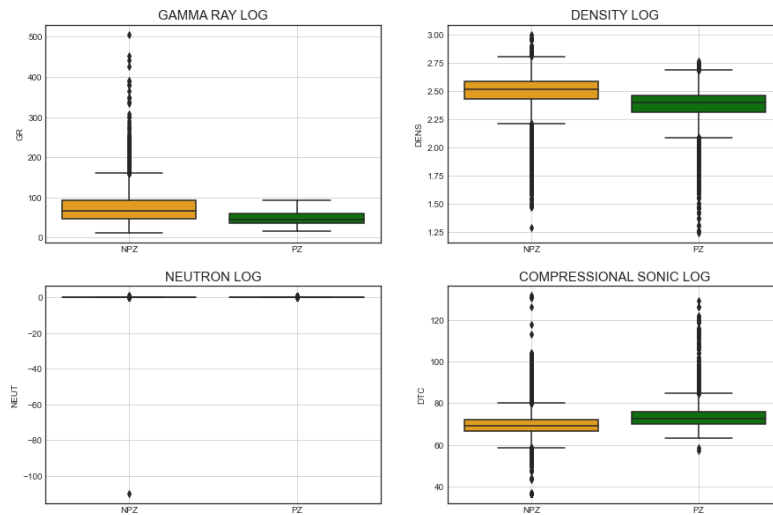 GAMMA RAY LOG
500
400
300
200
100
0
GR
NPZ
PZ
DENSITY LOG
3.00
2.75
2.50
2.25
2.00
1.75
1.50
1.25
DENS
NPZ
PZ
NEUTRON LOG
0
−20
−40
−60
−80
−100
NEUT
NPZ
PZ
COMPRESSIONAL SONIC LOG
120
100
80
60
40
DTC
NPZ
PZ